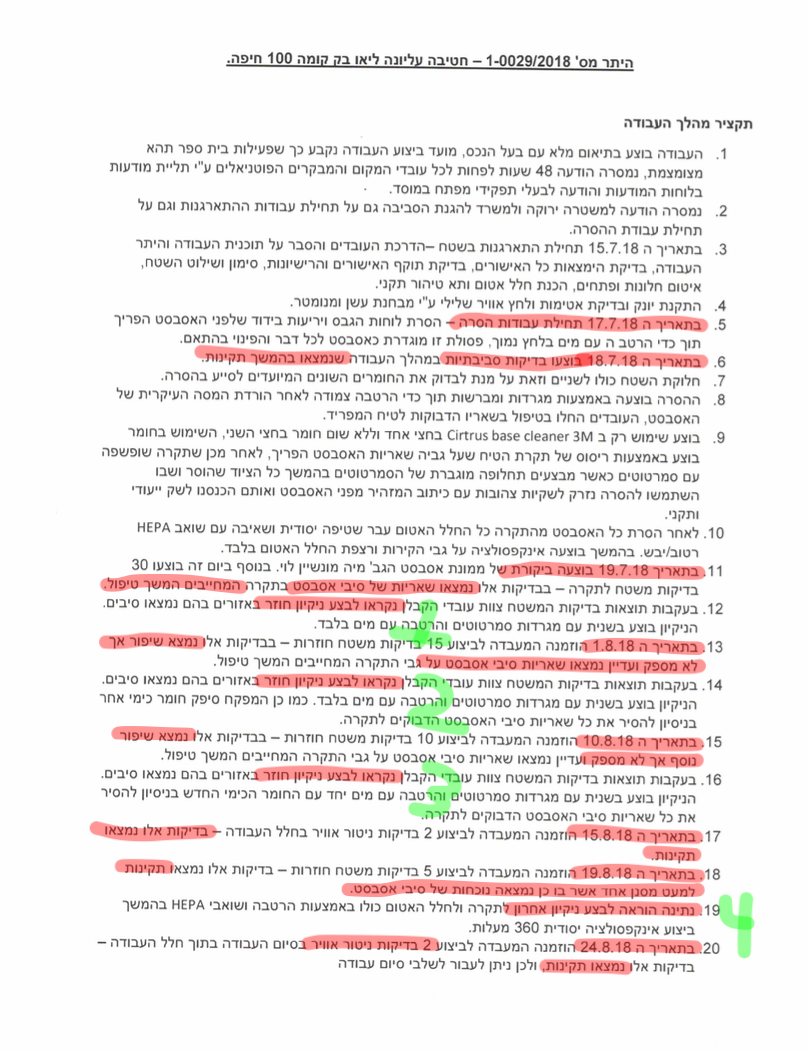 היתר מס' 1-0029/2018 – חטיבה עליונה ליאו בק קומה 100 חיפה.
תקציר מהלך העבודה
1. העבודה בוצע בתיאום מלא עם בעל הנכס, מועד ביצוע העבודה נקבע כך שפעילות בית ספר תהא
מצומצמת, נמסרה הודעה 48 שעות לפחות לכל עובדי המקום והמבקרים הפוטניאלים ע"י תליית מודעות
בלוחות המודעות והודעה לבעלי תפקידי מפתח במוסד.
2. נמסרה הודעה למשטרה ירוקה ולמשרד להגנת הסביבה גם על תחילת עבודות ההתארגנות וגם על
תחילת עבודת ההסרה.
3. בתאריך ה 15.7.18 תחילת התארגנות בשטח –הדרכת העובדים והסבר על תוכנית העבודה והיתר
העבודה, בדיקת הימצאות כל האישורים, בדיקת תוקף האישורים והרישיונות, סימון ושילוט השטח,
איטום חלונות ופתחים, הכנת חלל אטום ותא טיהור תקני.
4. התקנת יונק ובדיקת אטימות ולחץ אוויר שלילי ע"י מבחנת עשן ומנומטר.
5. בתאריך ה 17.7.18 תחילת עבודות הסרה – הסרת לוחות הגבס ויריעות בידוד שלפני האסבסט הפריך
תוך כדי הרטב ה עם מים בלחץ נמוך, פסולת זו מוגדרת כאסבסט לכל דבר והפינוי בהתאם.
6. בתאריך ה 18.7.18 בוצעו בדיקות סביבתיות במהלך העבודה שנמצאו בהמשך תקינות.
7. חלוקת השטח כולו לשניים וזאת על מנת לבדוק את החומרים השונים המיועדים לסייע בהסרה.
8. ההסרה בוצעה באמצעות מגרדות ומברשות תוך כדי הרטבה צמודה לאחר הורדת המסה העיקרית של
האסבסט, העובדים החלו בטיפול בשאריו הדבוקות לטיח המפריד.
9. בוצע שימוש רק ב Cirtrus base cleaner 3M בחצי אחד וללא שום חומר בחצי השני, השימוש בחומר
בוצע באמצעות ריסוס של תקרת הטיח שעל גביה שאריות האסבסט הפריך, לאחר מכן שתקרה שופשפה
עם סמרטוטים כאשר מבצעים תחלופה מוגברת של הסמרטוטים בהמשך כל הציוד שהוסר ושבו
השתמשו להסרה נזרק לשקיות צהובות עם כיתוב המזהיר מפני האסבסט ואותם הכנסו לשק ייעודי
ותקני.
10. לאחר הסרת כל האסבסט מהתקרה כל החלל האטום עבר שטיפה יסודית ושאיבה עם שואב HEPA
רטוב/יבש. בהמשך בוצעה אינקפסולציה על גבי הקירות ורצפת החלל האטום בלבד.
11. בתאריך 19.7.18 בוצעה ביקורת של ממונת אסבסט הגב' מיה מונשיין לוי. בנוסף ביום זה בוצעו 30
בדיקות משטח לתקרה – בבדיקות אלו נמצאו שאריות של סיבי אסבסט בתקרה המחייבים המשך טיפול.
12. בעקבות תוצאות בדיקות המשטח צוות עובדי הקבלן נקראו לבצע ניקיון חוזר באזורים בהם נמצאו סיבים.
הניקיון בוצע בשנית עם מגרדות סמרטוטים והרטבה עם מים בלבד.
1
13. בתאריך ה 1.8.18 הוזמנה המעבדה לביצוע 15 בדיקות משטח חוזרות – בבדיקות אלו נמצא שיפור אך
לא מספק ועדיין נמצאו שאריות סיבי אסבסט על גבי התקרה המחייבים המשך טיפול.
14. בעקבות תוצאות בדיקות המשטח צוות עובדי הקבלן נקראו לבצע ניקיון חוזר באזורים בהם נמצאו סיבים.
הניקיון בוצע בשנית עם מגרדות סמרטוטים והרטבה עם מים בלבד. כמו כן המפקח סיפק חומר כימי אחר
בניסיון להסיר את כל שאריות סיבי האסבסט הדבוקים לתקרה.
2
15. בתאריך ה 10.8.18 הוזמנה המעבדה לביצוע 10 בדיקות משטח חוזרות – בבדיקות אלו נמצא שיפור
נוסף אך לא מספק ועדיין נמצאו שאריות סיבי אסבסט על גבי התקרה המחייבים המשך טיפול.
16. בעקבות תוצאות בדיקות המשטח צוות עובדי הקבלן נקראו לבצע ניקיון חוזר באזורים בהם נמצאו סיבים.
הניקיון בוצע בשנית עם מגרדות סמרטוטים והרטבה עם מים יחד עם החומר הכימי החדש בניסיון להסיר
את כל שאריות סיבי האסבסט הדבוקים לתקרה.
3
17. בתאריך ה 15.8.18 הוזמנה המעבדה לביצוע 2 בדיקות ניטור אוויר בחלל העבודה – בדיקות אלו נמצאו
תקינות.
18. בתאריך ה 19.8.18 הוזמנה המעבדה לביצוע 5 בדיקות משטח חוזרות – בדיקות אלו נמצאו תקינות
למעט מסנן אחד אשר בו כן נמצאה נוכחות של סיבי אסבסט.
19. נתינה הוראה לבצע ניקיון אחרון לתקרה ולחלל האטום כולו באמצעות הרטבה ושואבי HEPA בהמשך
ביצוע אינקפסולציה יסודית 360 מעלות.
4
20. בתאריך ה 24.8.18 הוזמנה המעבדה לביצוע 2 בדיקות ניטור אוויר בסיום העבודה בתוך חלל העבודה –
בדיקות אלו נמצאו תקינות, ולכן ניתן לעבור לשלבי סיום עבודה